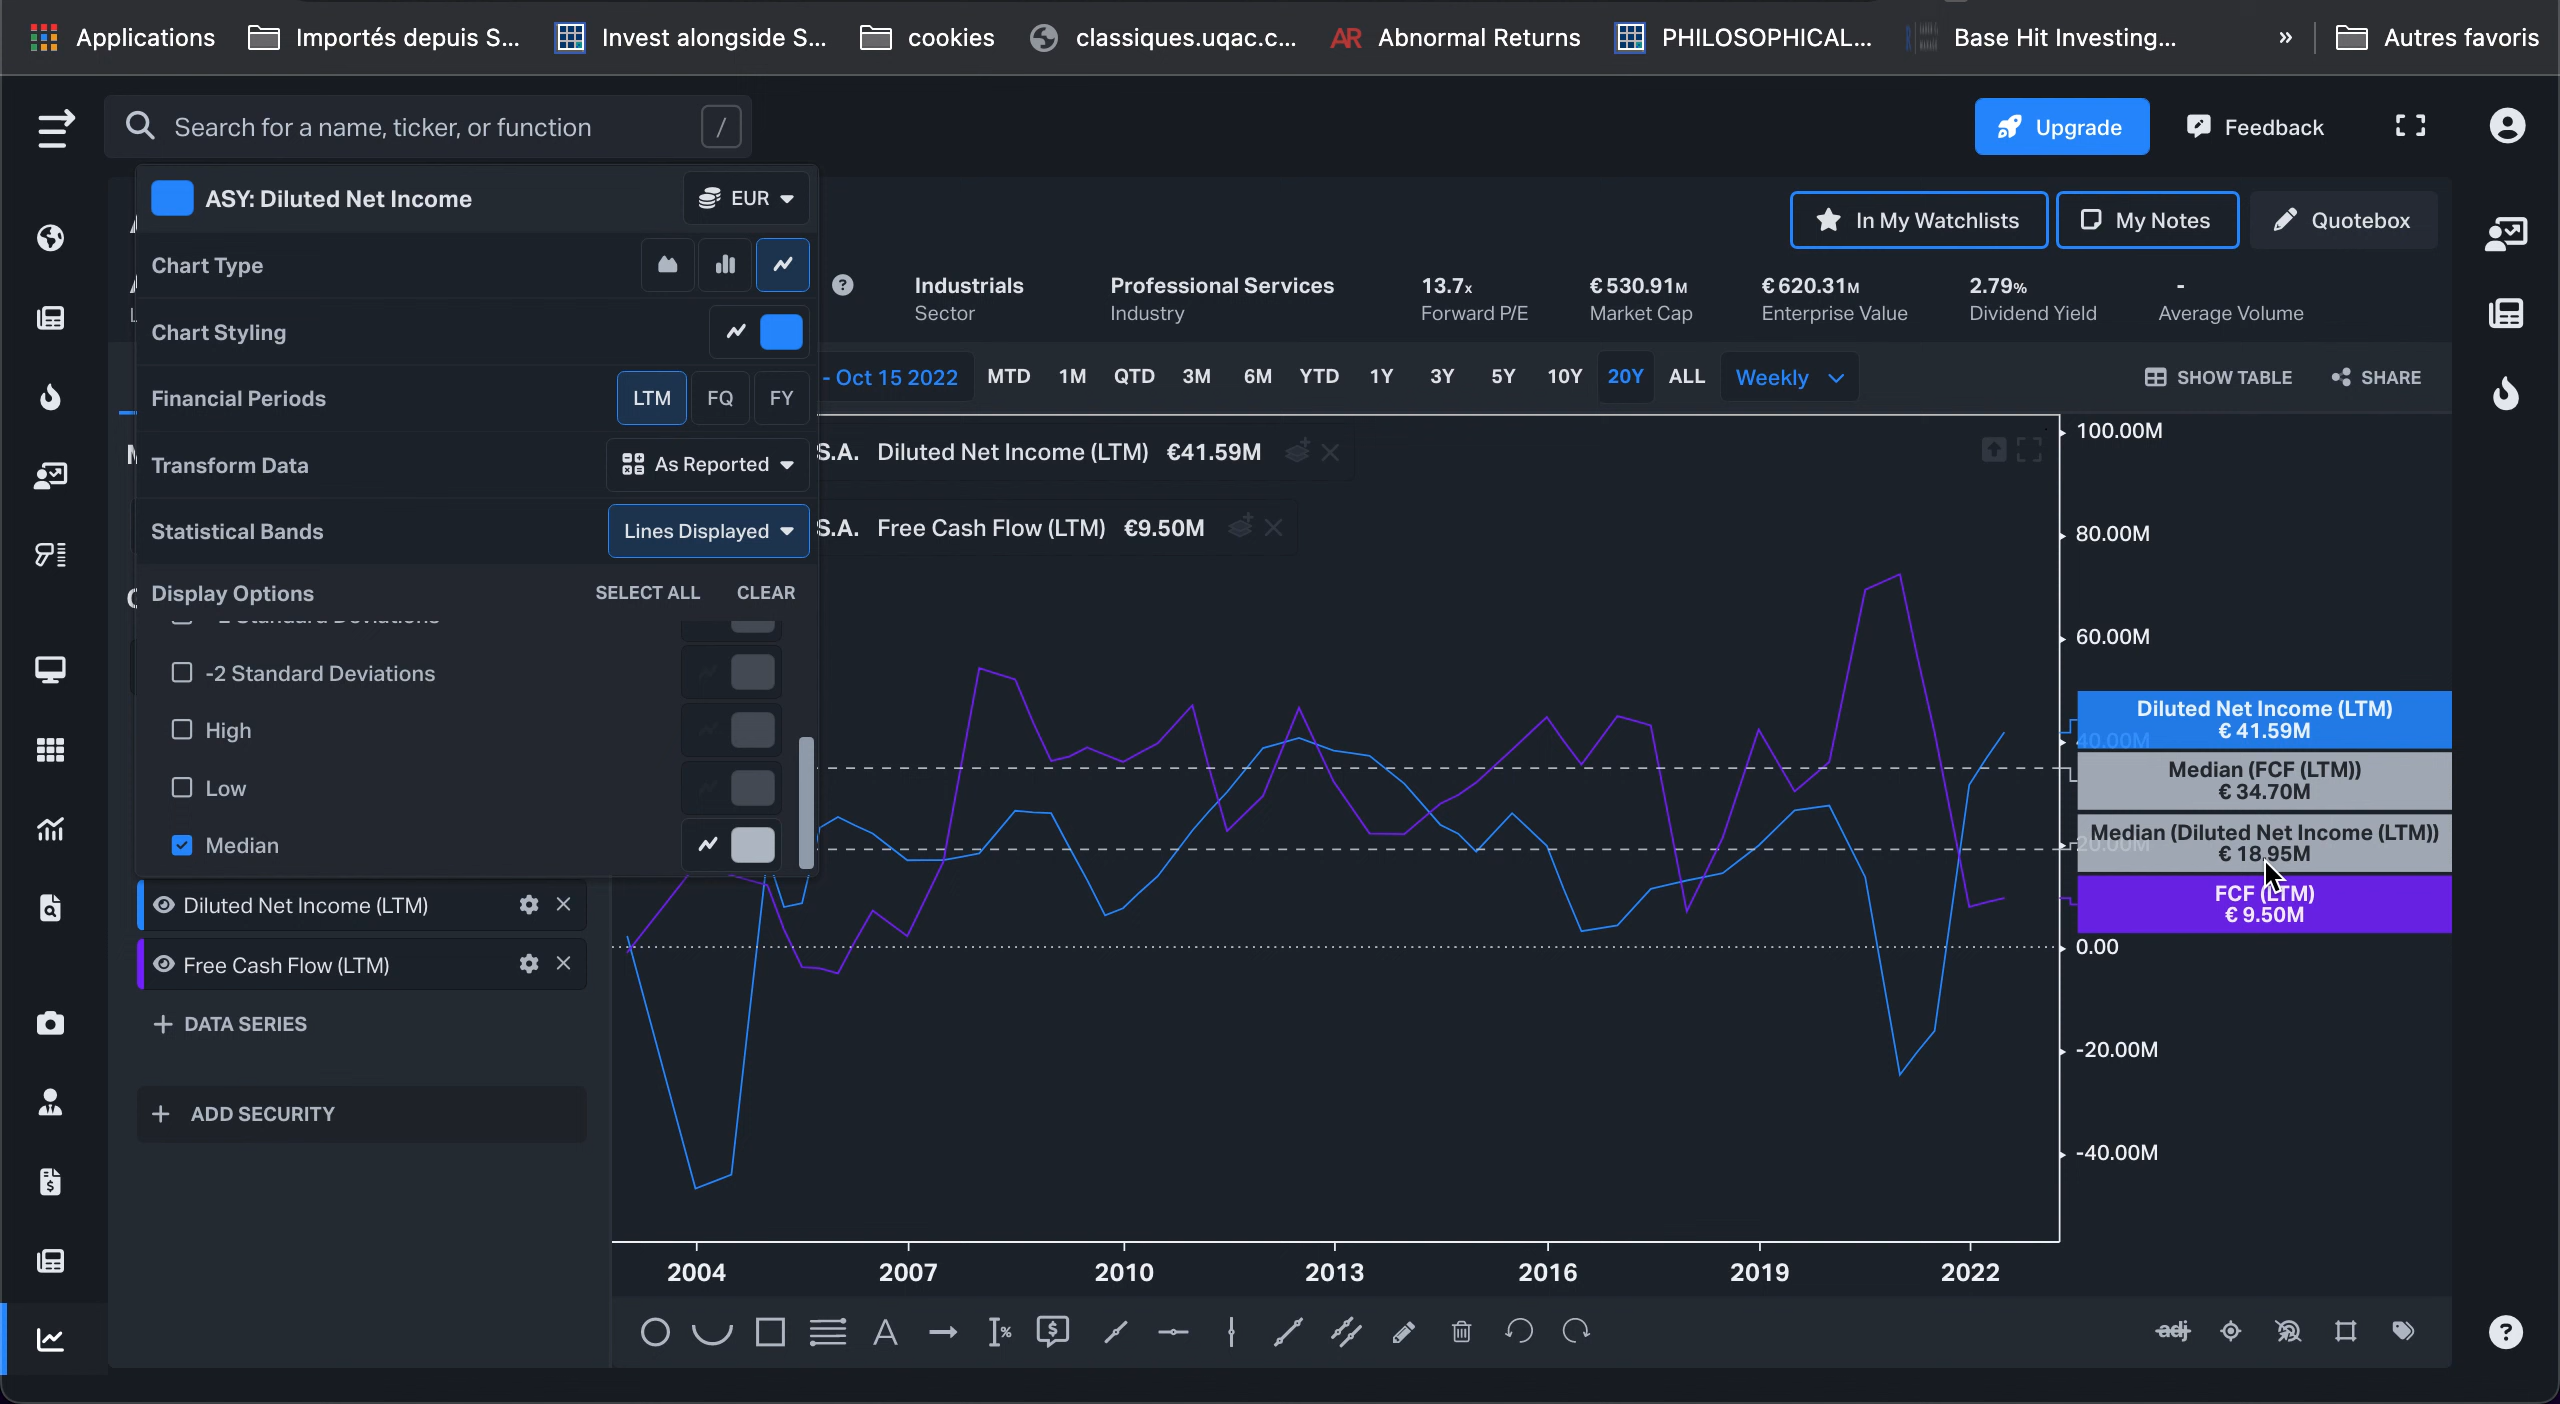 Applications
Importés depuis S...
Invest alongside S...
cookies
classiques.uqac.c...
AR Abnormal Returns
PHILOSOPHICAL...
Base Hit Investing...
»
Autres favoris
Search for a name, ticker, or function
/
Upgrade
Feedback
ASY: Diluted Net Income
EUR
In My Watchlists
My Notes
Quotebox
Chart Type
Industrials
Sector
Professional Services
Industry
13.7x
Forward P/E
€530.91M
Market Cap
€620.31M
Enterprise Value
2.79%
Dividend Yield
-
Average Volume
Chart Styling
Financial Periods
LTM
FQ
FY
- Oct 15 2022
MTD
1M
QTD
3M
6M
YTD
1Y
3Y
5Y
10Y
20Y
ALL
Weekly
SHOW TABLE
SHARE
Transform Data
As Reported
S.A. Diluted Net Income (LTM) €41.59M
Statistical Bands
Lines Displayed
S.A. Free Cash Flow (LTM) €9.50M
Display Options
SELECT ALL
CLEAR
-2 Standard Deviations
High
Low
Median
Diluted Net Income (LTM)
Free Cash Flow (LTM)
DATA SERIES
ADD SECURITY
100.00M
80.00M
60.00M
Diluted Net Income (LTM)
€ 41.59M
40.00M
Median (FCF (LTM))
€ 34.70M
Median (Diluted Net Income (LTM))
20.00M
€ 18.95M
FCF (LTM)
€ 9.50M
0.00
-20.00M
-40.00M
2004
2007
2010
2013
2016
2019
2022
A
%
$
adj
?